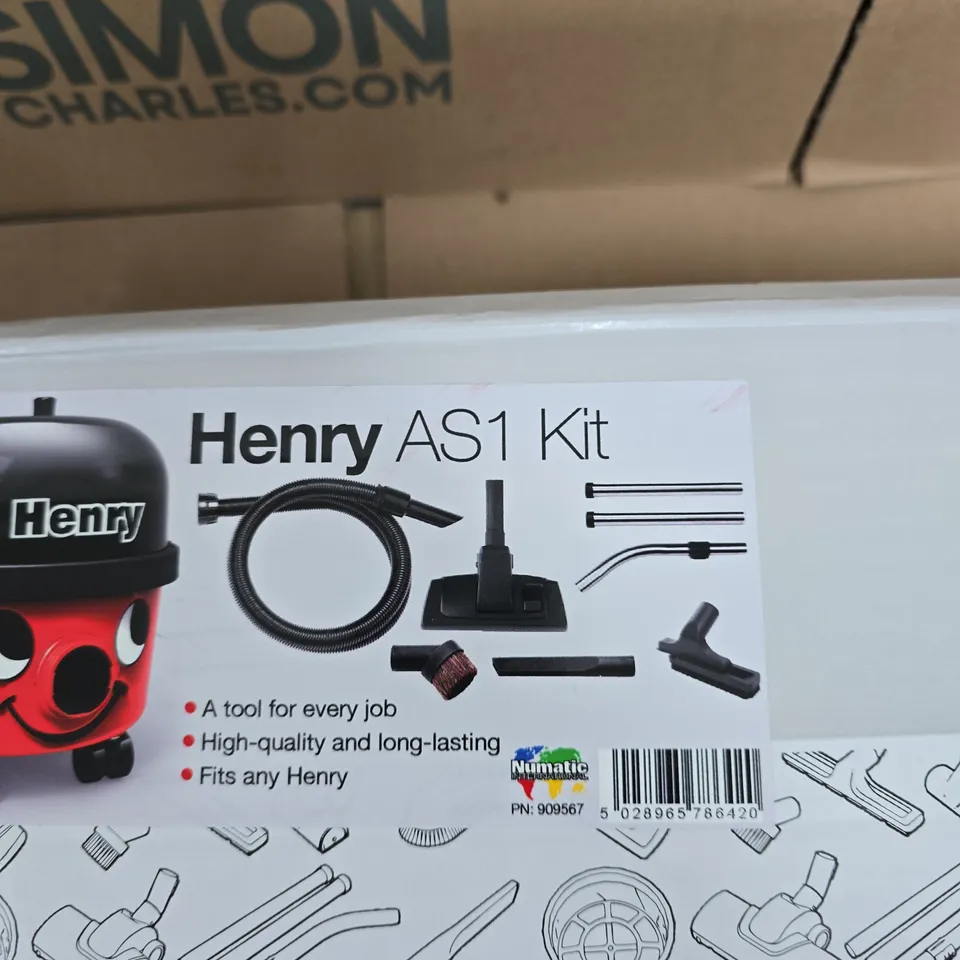 SIMON
CHARLES.COM
Henry AS1 Kit
Henry
• A tool for every job
• High-quality and long-lasting
• Fits any Henry
Numatic
INTERNATIONAL
PN: 909567
5 028965 786420